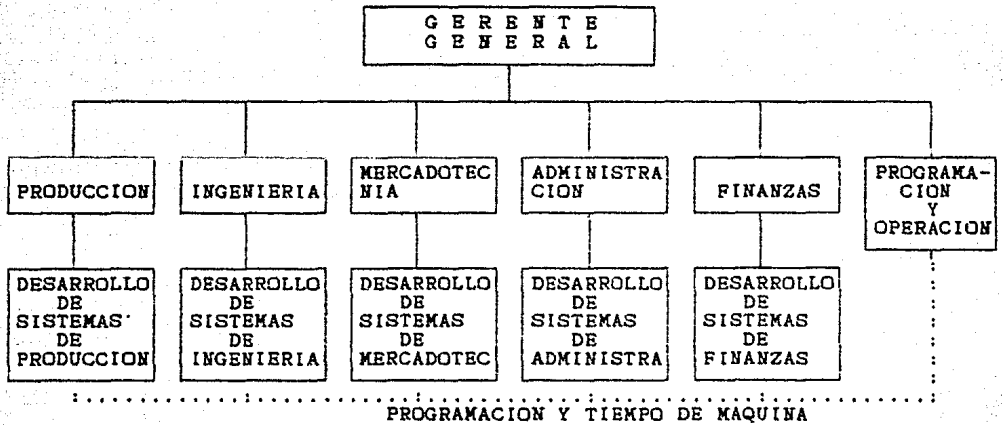 G E R E N T E
G E N E R A L
PRODUCCION
INGENIERIA
MERCADOTEC
NIA
ADMINISTRA
CION
FINANZAS
PROGRAMA-
CION
Y
OPERACION
DESARROLLO
DE
SISTEMAS
DE
PRODUCCION
DESARROLLO
DE
SISTEMAS
DE
INGENIERIA
DESARROLLO
DE
SISTEMAS
DE
MERCADOTEC
DESARROLLO
DE
SISTEMAS
DE
ADMINISTRA
DESARROLLO
DE
SISTEMAS
DE
FINANZAS
PROGRAMACION Y TIEMPO DE MAQUINA